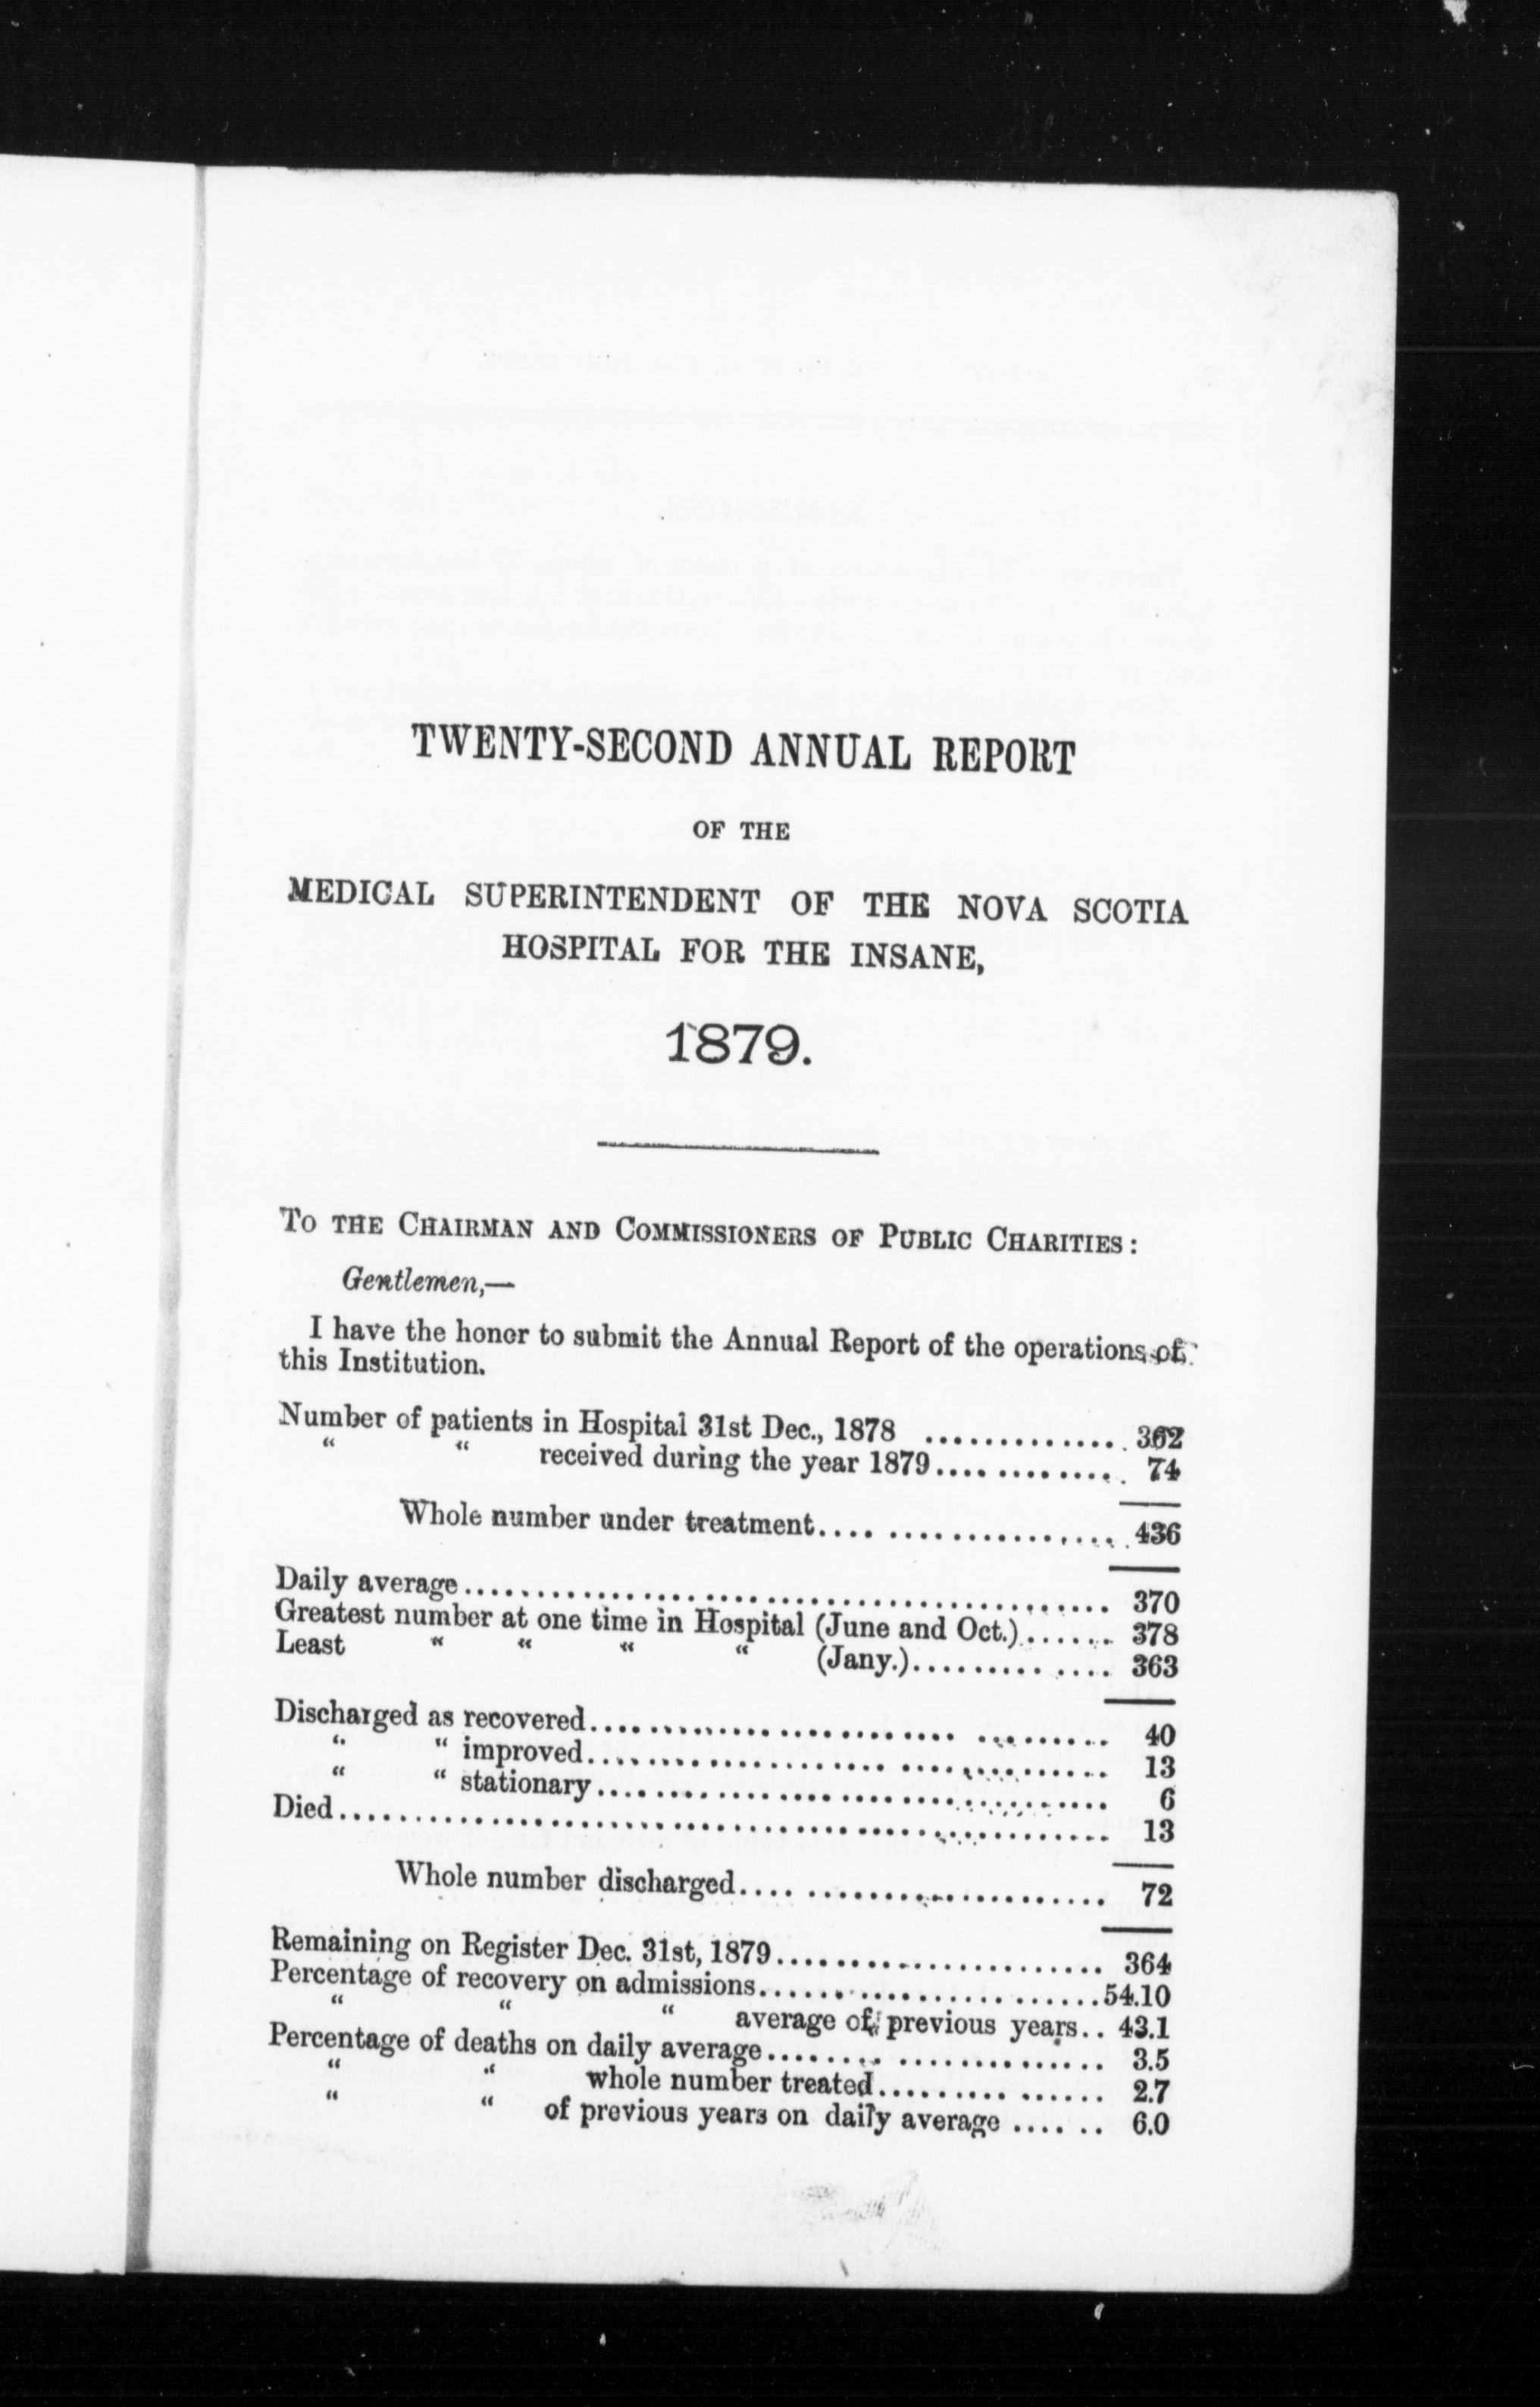 TWENTY-SECOND ANNUAL REPORT
OF THE
MEDICAL SUPERINTENDENT OF THE NOVA SCOTIA
HOSPITAL FOR THE INSANE,
1879.
TO THE CHAIRMAN AND COMMISSIONERS OF PUBLIC CHARITIES:
Gentlemen,—
I have the honor to submit the Annual Report of the operations of
this Institution.
Number of patients in Hospital 31st Dec., 1878 .............. 362
“ “ received during the year 1879............ 74
Whole number under treatment.................... 436
Daily average.......................................... 370
Greatest number at one time in Hospital (June and Oct.)...... 378
Least “ “ “ “ (Jany.)............. 363
Discharged as recovered.................................. 40
“ “ improved.................................. 13
“ “ stationary.................................. 6
Died.................................................. 13
Whole number discharged........................ 72
Remaining on Register Dec. 31st, 1879...................... 364
Percentage of recovery on admissions......................54.10
“ “ “ average of previous years.. 43.1
Percentage of deaths on daily average...................... 3.5
“ “ whole number treated............... 2.7
“ “ of previous years on daily average ...... 6.0